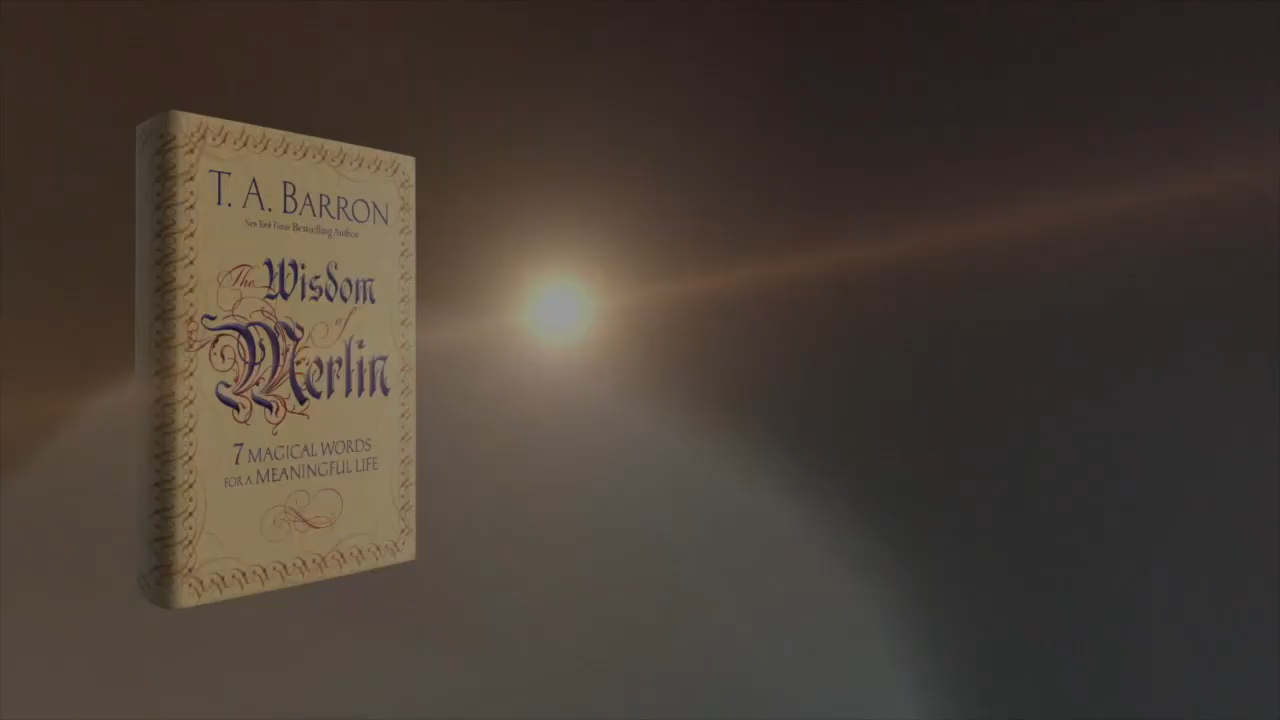 T. A. BARRON
New York Times Bestselling Author
The Wisdom
of
Merlin
7 MAGICAL WORDS
FOR A MEANINGFUL LIFE